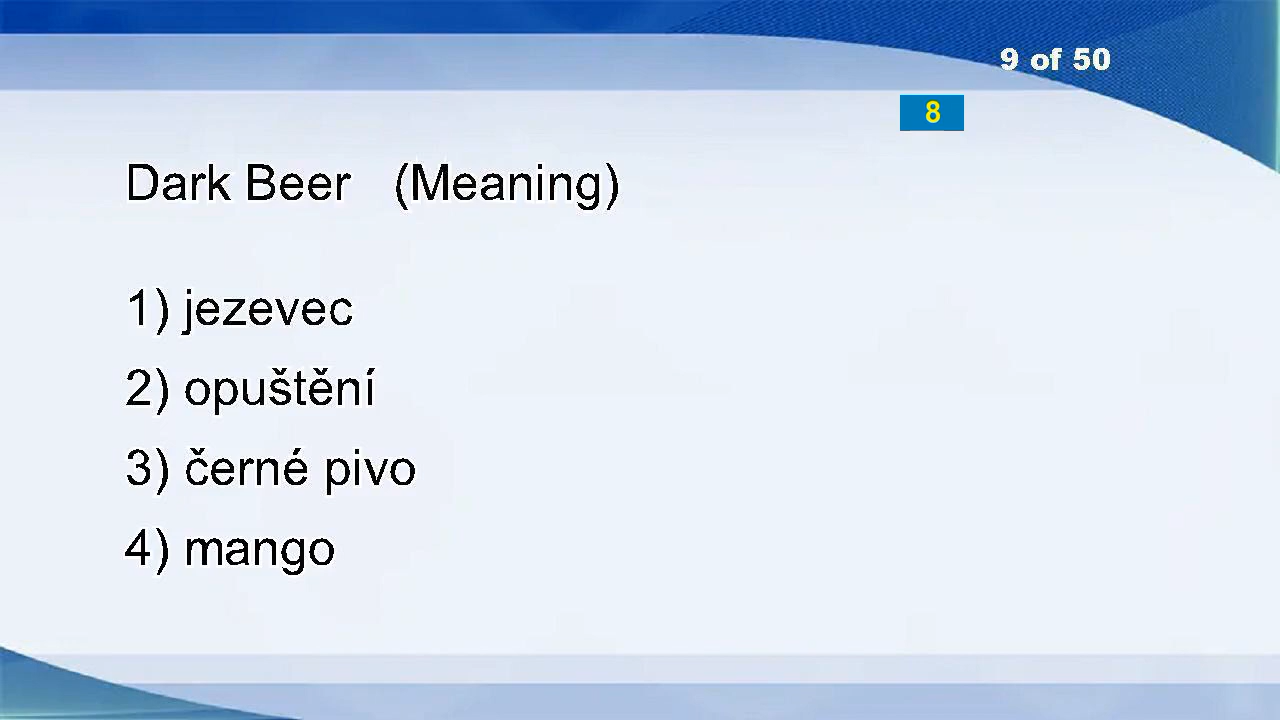 9 of 50
8
Dark Beer (Meaning)
1) jezevec
2) opuštění
3) černé pivo
4) mango